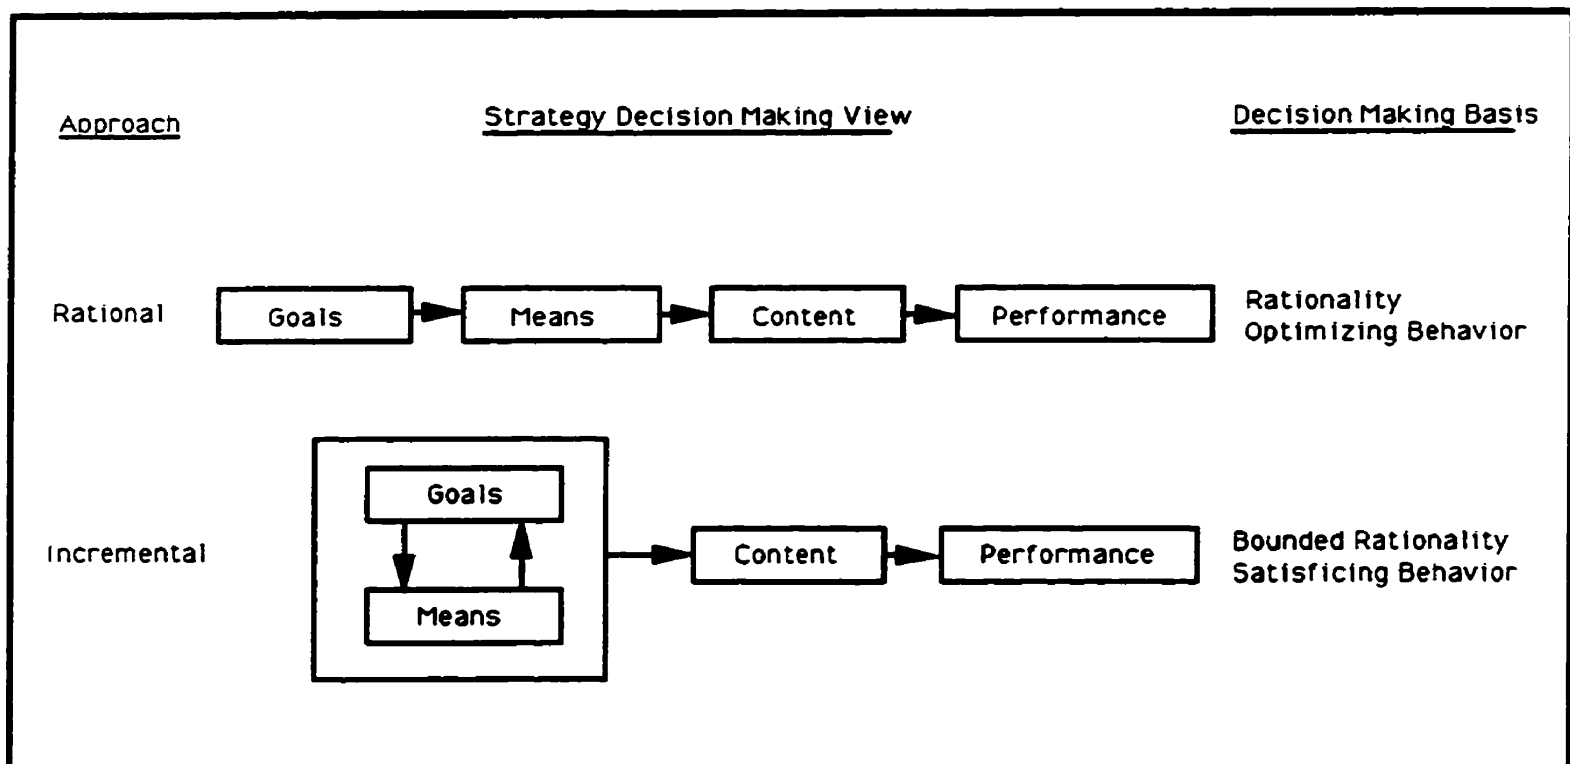 Approach
Strategy Decision Making View
Decision Making Basis
Rational
Goals
Means
Content
Performance
Rationality
Optimizing Behavior
Incremental
Goals
Means
Content
Performance
Bounded Rationality
Satisficing Behavior